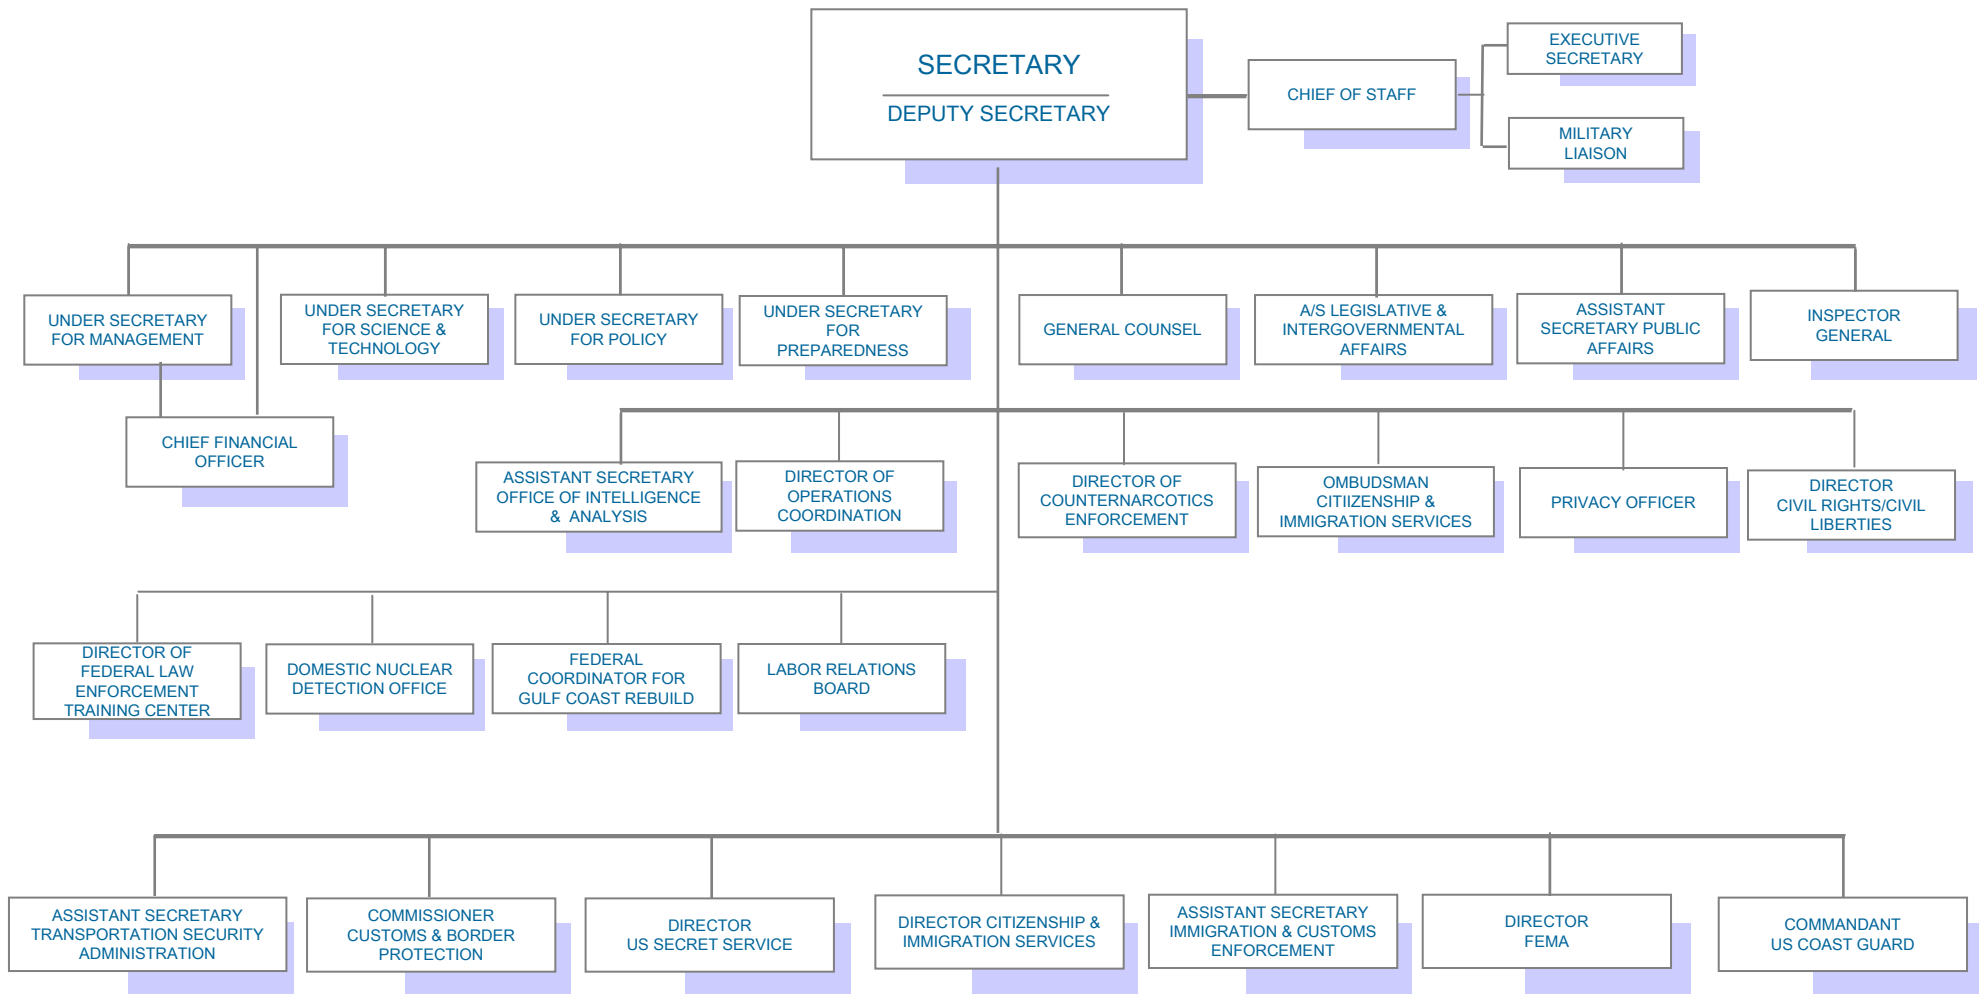 SECRETARY
DEPUTY SECRETARY
CHIEF OF STAFF
EXECUTIVE
SECRETARY
MILITARY
LIAISON
UNDER SECRETARY
FOR MANAGEMENT
UNDER SECRETARY
FOR SCIENCE &
TECHNOLOGY
UNDER SECRETARY
FOR POLICY
UNDER SECRETARY
FOR
PREPAREDNESS
GENERAL COUNSEL
A/S LEGISLATIVE &
INTERGOVERNMENTAL
AFFAIRS
ASSISTANT
SECRETARY PUBLIC
AFFAIRS
INSPECTOR
GENERAL
CHIEF FINANCIAL
OFFICER
ASSISTANT SECRETARY
OFFICE OF INTELLIGENCE
& ANALYSIS
DIRECTOR OF
OPERATIONS
COORDINATION
DIRECTOR OF
COUNTERNARCOTICS
ENFORCEMENT
OMBUDSMAN
CITIIZENSHIP &
IMMIGRATION SERVICES
PRIVACY OFFICER
DIRECTOR
CIVIL RIGHTS/CIVIL
LIBERTIES
DIRECTOR OF
FEDERAL LAW
ENFORCEMENT
TRAINING CENTER
DOMESTIC NUCLEAR
DETECTION OFFICE
FEDERAL
COORDINATOR FOR
GULF COAST REBUILD
LABOR RELATIONS
BOARD
ASSISTANT SECRETARY
TRANSPORTATION SECURITY
ADMINISTRATION
COMMISSIONER
CUSTOMS & BORDER
PROTECTION
DIRECTOR
US SECRET SERVICE
DIRECTOR CITIZENSHIP &
IMMIGRATION SERVICES
ASSISTANT SECRETARY
IMMIGRATION & CUSTOMS
ENFORCEMENT
DIRECTOR
FEMA
COMMANDANT
US COAST GUARD